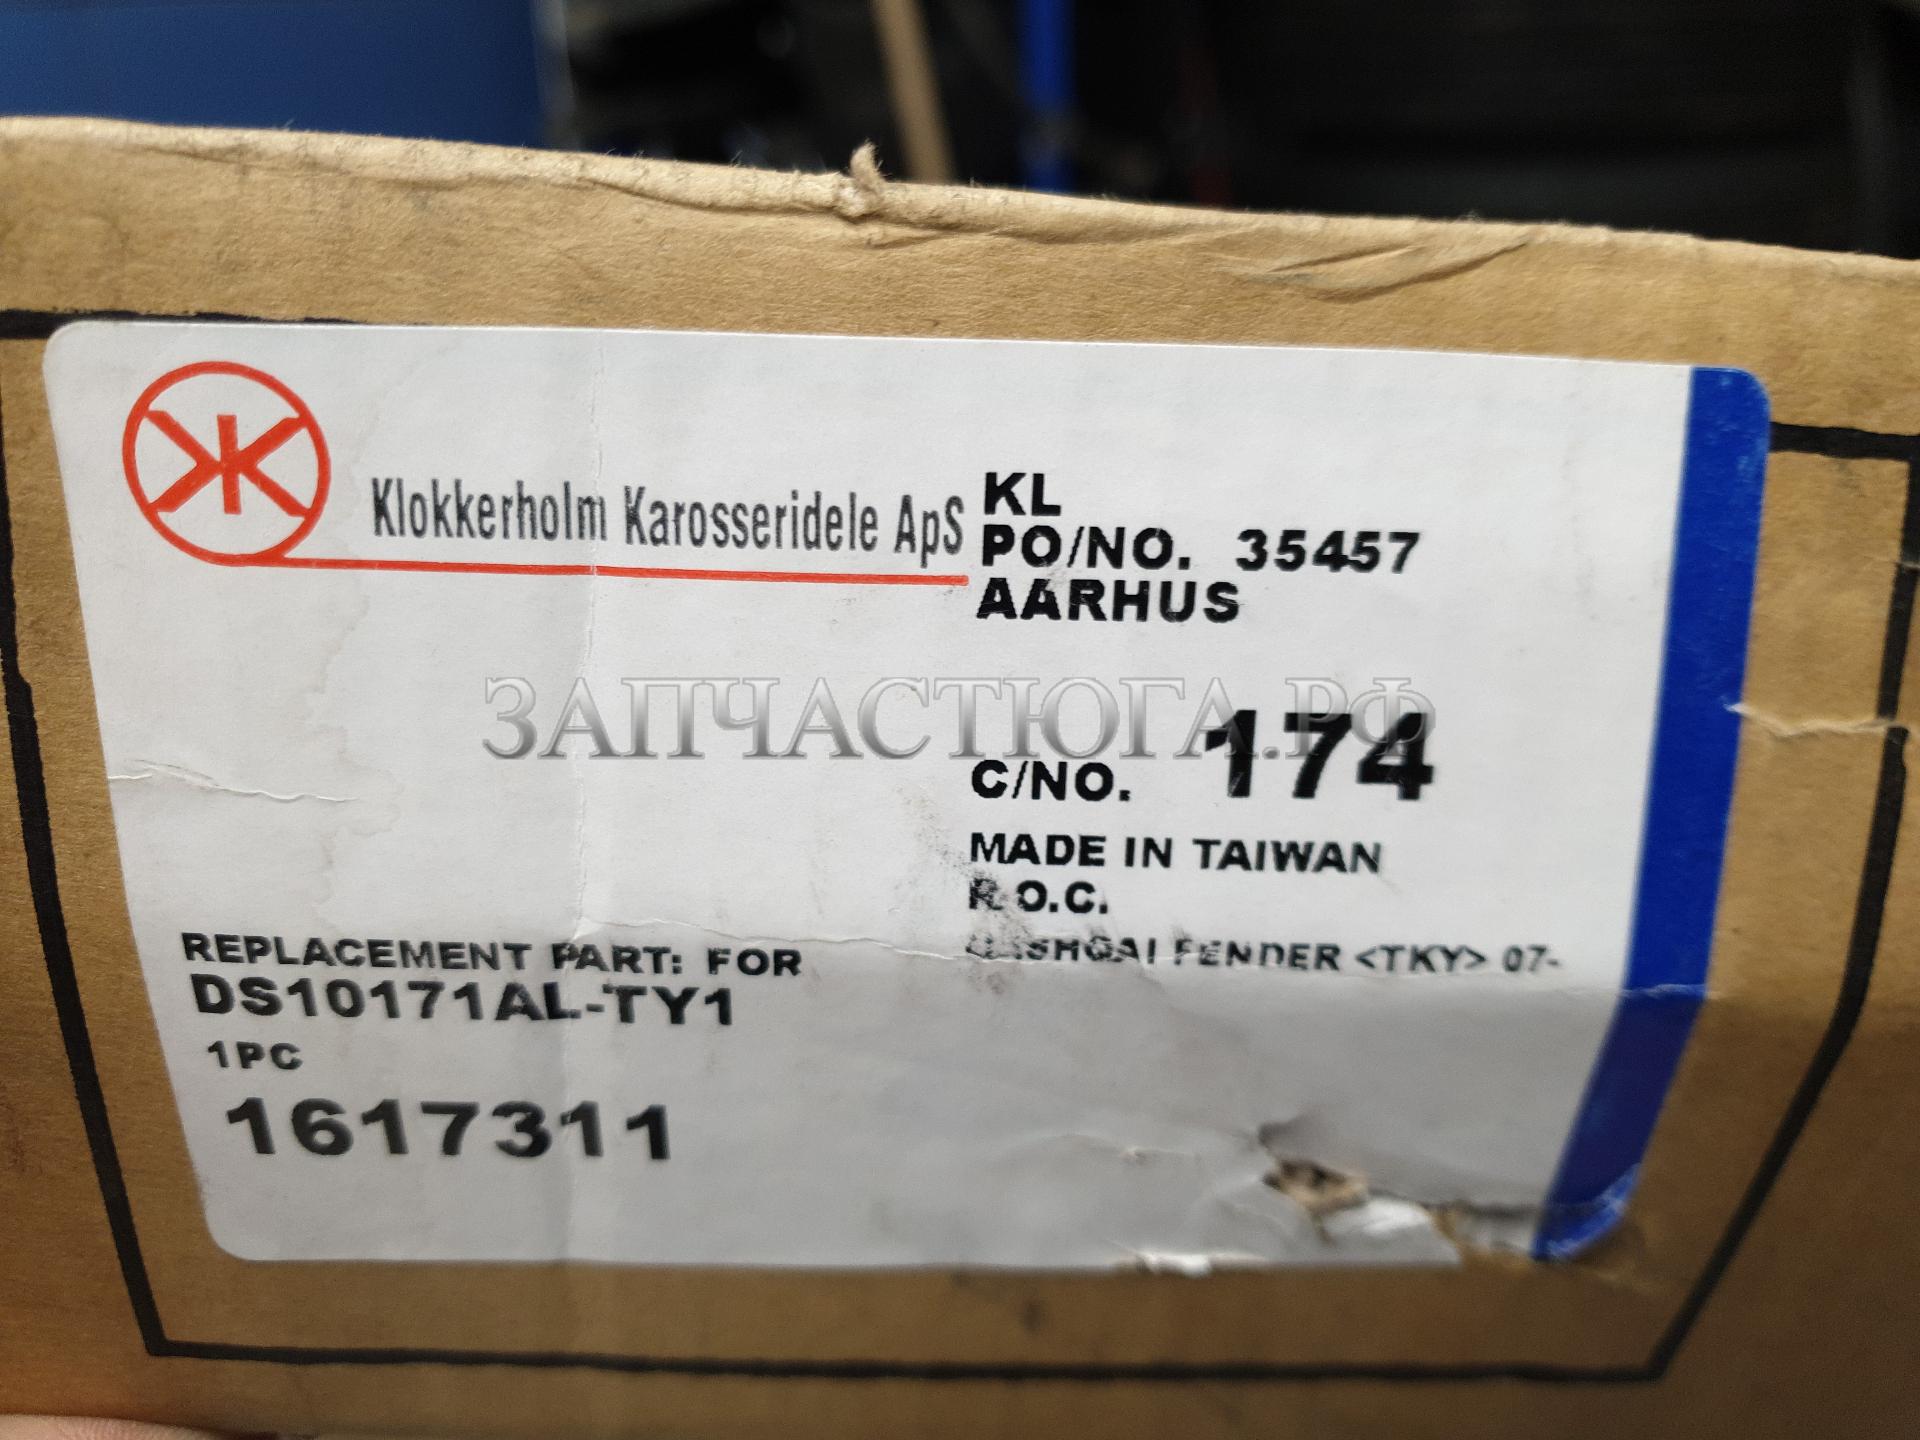 Klokkerholm Karosseridele ApS
KL
PO/NO. 35457
AARHUS
ЗАПЧАСТЮГА.РФ
C/NO. 174
MADE IN TAIWAN
R.O.C.
QASHQAI FENDER <TKY> 07-
REPLACEMENT PART: FOR
DS10171AL-TY1
1PC
1617311